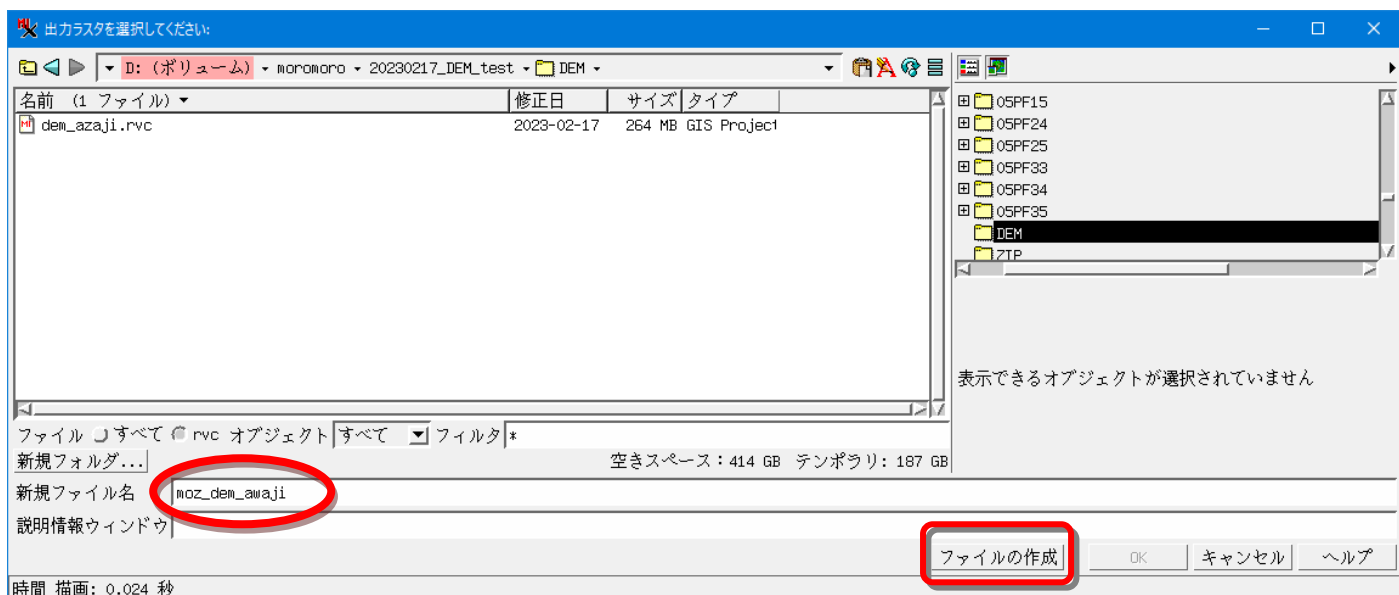 出力ラスタを選択してください:
D: (ボリューム) moromoro 20230217_DEM_test DEM
名前 (1 ファイル) 修正日 サイズ タイプ
dem_azaji.rvc 2023-02-17 264 MB GIS Project
05PF15
05PF24
05PF25
05PF33
05PF34
05PF35
DEM
ZIP
表示できるオブジェクトが選択されていません
ファイル すべて rvc オブジェクト すべて フィルタ *
新規フォルダ... 空きスペース:414 GB テンポラリ: 187 GB
新規ファイル名 moz_dem_awaji
説明情報ウィンドウ
ファイルの作成 OK キャンセル ヘルプ
時間 描画: 0.024 秒